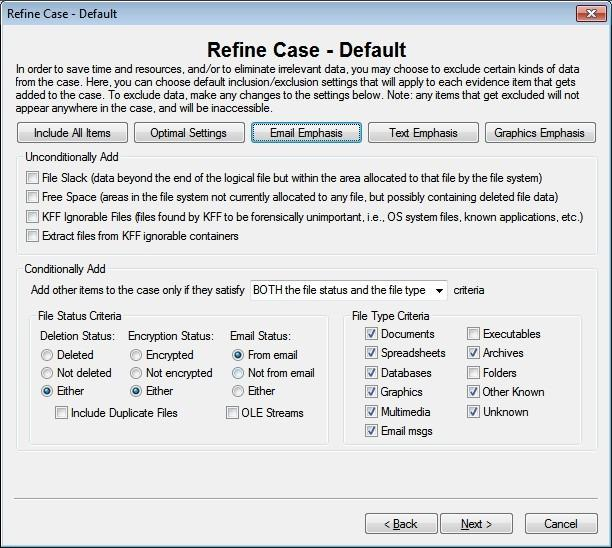 Refine Case - Default
Refine Case - Default
In order to save time and resources, and/or to eliminate irrelevant data, you may choose to exclude certain kinds of data
from the case. Here, you can choose default inclusion/exclusion settings that will apply to each evidence item that gets
added to the case. To exclude data, make any changes to the settings below. Note: any items that get excluded will not
appear anywhere in the case, and will be inaccessible.
Include All Items Optimal Settings Email Emphasis Text Emphasis Graphics Emphasis
Unconditionally Add
File Slack (data beyond the end of the logical file but within the area allocated to that file by the file system)
Free Space (areas in the file system not currently allocated to any file, but possibly containing deleted file data)
KFF Ignorable Files (files found by KFF to be forensically unimportant, i.e., OS system files, known applications, etc.)
Extract files from KFF ignorable containers
Conditionally Add
Add other items to the case only if they satisfy BOTH the file status and the file type criteria
File Status Criteria
Deletion Status: Encryption Status: Email Status:
Deleted Encrypted From email
Not deleted Not encrypted Not from email
Either Either Either
Include Duplicate Files OLE Streams
File Type Criteria
Documents Executables
Spreadsheets Archives
Databases Folders
Graphics Other Known
Multimedia Unknown
Email msgs
< Back Next > Cancel